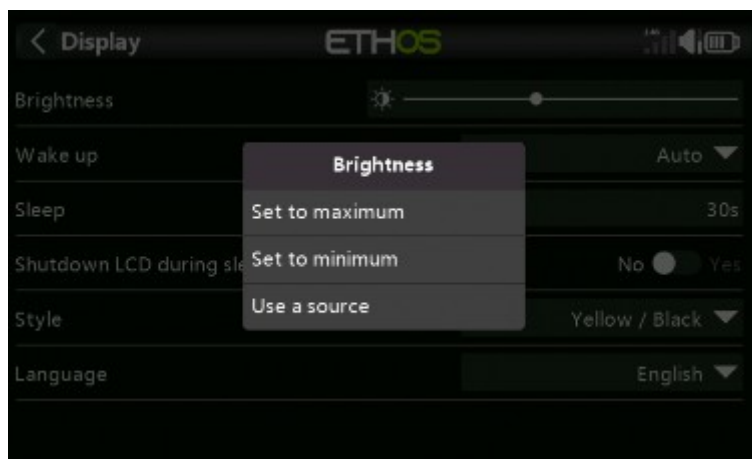 Display
ETHOS
Brightness
Wake up
Auto
Brightness
Sleep
Set to maximum
30s
Shutdown LCD during sle
Set to minimum
No
Yes
Use a source
Style
Yellow / Black
Language
English